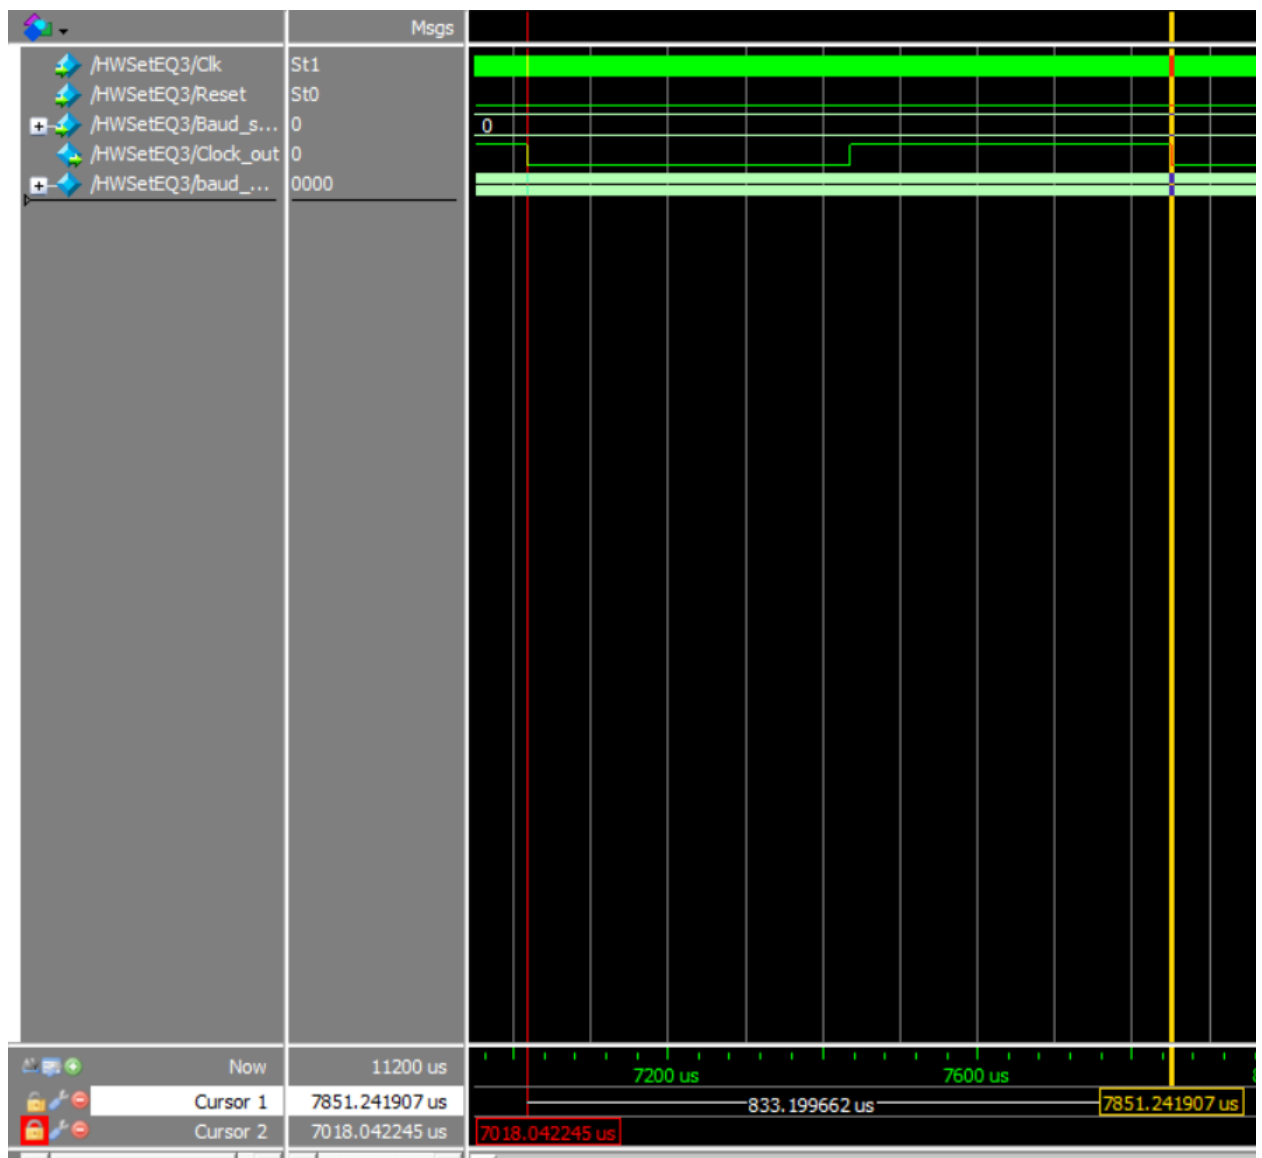 Msgs
/HWSetEQ3/Clk St1
/HWSetEQ3/Reset St0
/HWSetEQ3/Baud_s... 0 0
/HWSetEQ3/Clock_out 0
/HWSetEQ3/baud_... 0000
Now 11200 us 7200 us 7600 us
Cursor 1 7851.241907 us 833.199662 us 7851.241907 us
Cursor 2 7018.042245 us 7018.042245 us